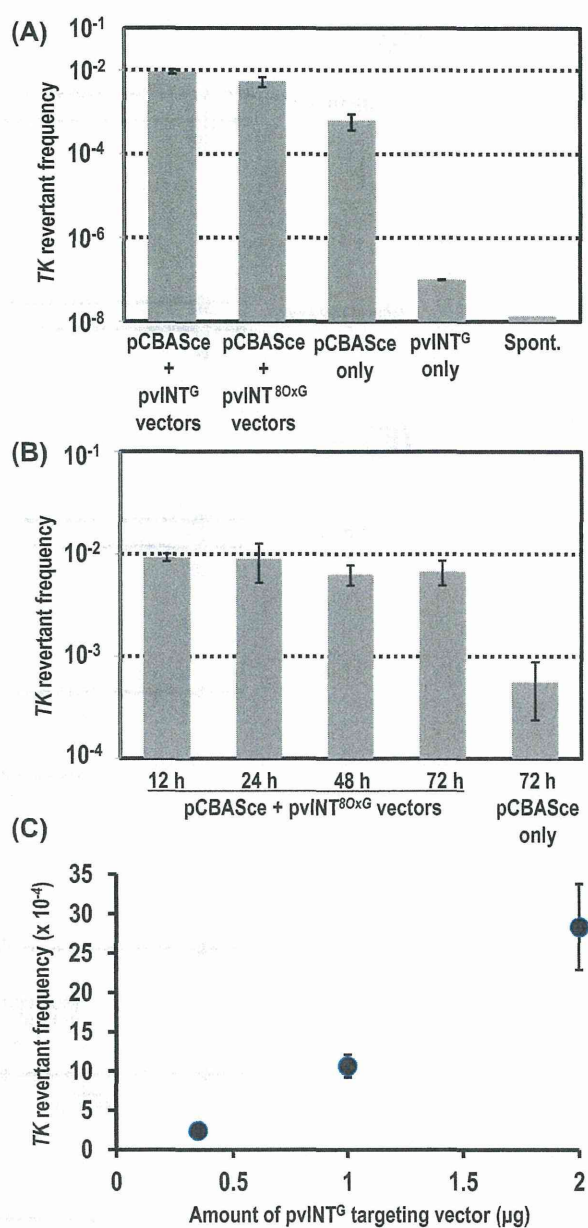 (A)
TK revertant frequency
10-1
10-2
10-4
10-6
10-8
pCBASce + pvINTG vectors
pCBASce + pvINT8OxG vectors
pCBASce only
pvINTG only
Spont.
(B)
TK revertant frequency
10-1
10-2
10-3
10-4
12 h 24 h 48 h 72 h 72 h
pCBASce + pvINT8OxG vectors
pCBASce only
(C)
TK revertant frequency (x 10-4)
35
30
25
20
15
10
5
0
0 0.5 1 1.5 2
Amount of pvINTG targeting vector (µg)